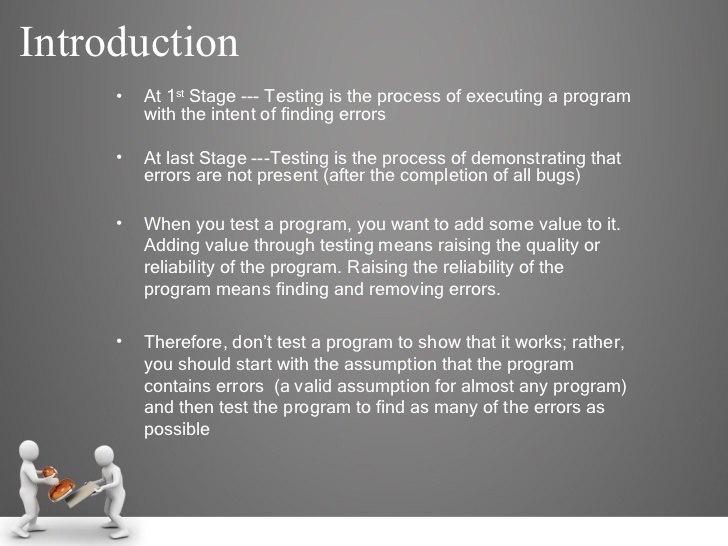 Introduction
• At 1st Stage --- Testing is the process of executing a program
with the intent of finding errors
• At last Stage ---Testing is the process of demonstrating that
errors are not present (after the completion of all bugs)
• When you test a program, you want to add some value to it.
Adding value through testing means raising the quality or
reliability of the program. Raising the reliability of the
program means finding and removing errors.
• Therefore, don’t test a program to show that it works; rather,
you should start with the assumption that the program
contains errors  (a valid assumption for almost any program)
and then test the program to find as many of the errors as
possible